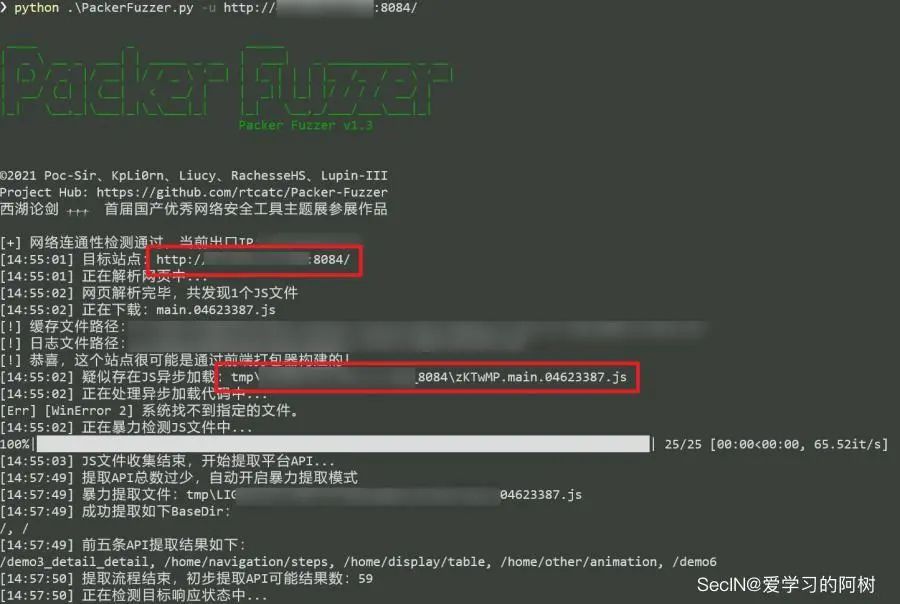 ❯ python .\PackerFuzzer.py -u http:// :8084/
Packer Fuzzer
Packer Fuzzer v1.3
©2021 Poc-Sir、KpLi0rn、Liucy、RachesseHS、Lupin-III
Project Hub: https://github.com/rtcatc/Packer-Fuzzer
西湖论剑 ,,, 首届国产优秀网络安全工具主题展参展作品
[+] 网络连通性检测通过，当前出口IP
[14:55:01] 目标站点：http:/ :8084/
[14:55:01] 正在解析网页中...
[14:55:02] 网页解析完毕，共发现1个JS文件
[14:55:02] 正在下载：main.04623387.js
[!] 缓存文件路径：
[!] 日志文件路径：
[!] 恭喜，这个站点很可能是通过前端打包器构建的！
[14:55:02] 疑似存在JS异步加载：tmp\ _8084\zKTwMP.main.04623387.js
[14:55:02] 正在处理异步加载代码中...
[Err] [WinError 2] 系统找不到指定的文件。
[14:55:02] 正在暴力检测JS文件中...
100%| | 25/25 [00:00<00:00, 65.52it/s]
[14:55:03] JS文件收集结束，开始提取平台API...
[14:57:49] 提取API总数过少，自动开启暴力提取模式
[14:57:49] 暴力提取文件：tmp\LIG 04623387.js
[14:57:49] 成功提取如下BaseDir：
/, /
[14:57:49] 前五条API提取结果如下：
/demo3_detail_detail, /home/navigation/steps, /home/display/table, /home/other/animation, /demo6
[14:57:50] 提取流程结束，初步提取API可能结果数：59
[14:57:50] 正在检测目标响应状态中...
SecIN@爱学习的阿树